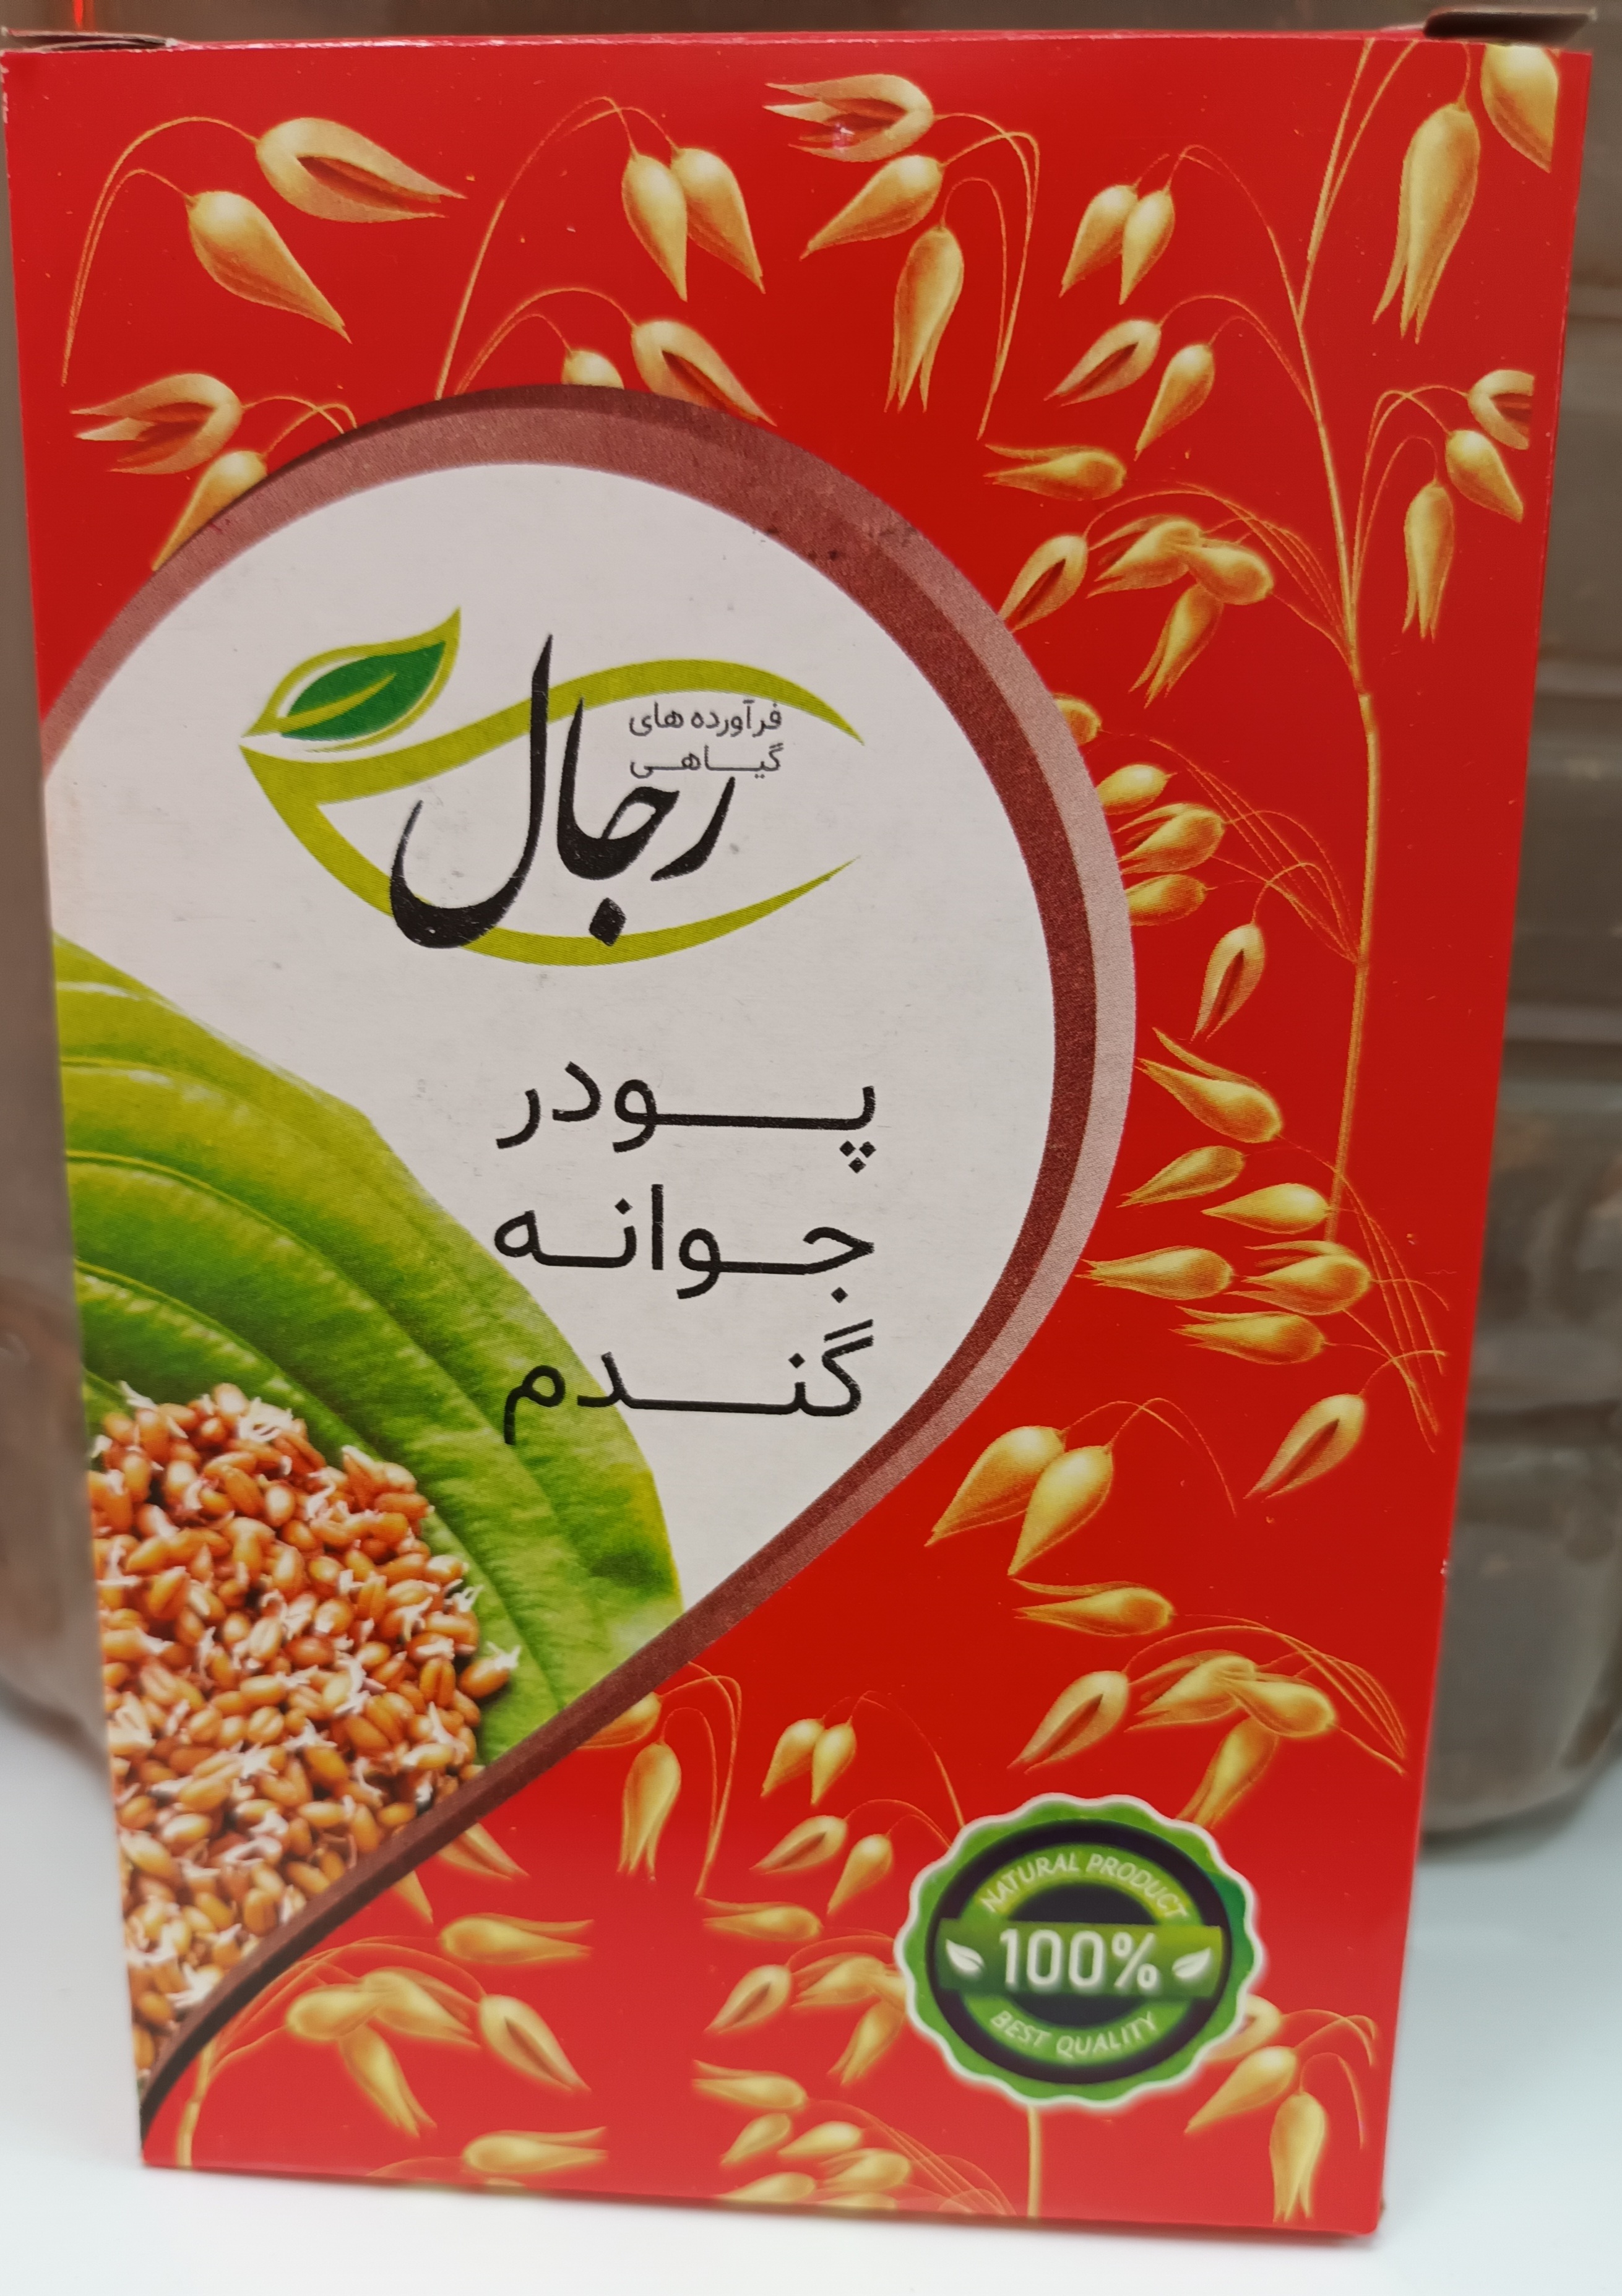 فرآورده های
گیاهی
رجال
پودر
جوانه
گندم
NATURAL PRODUCT
100%
BEST QUALITY